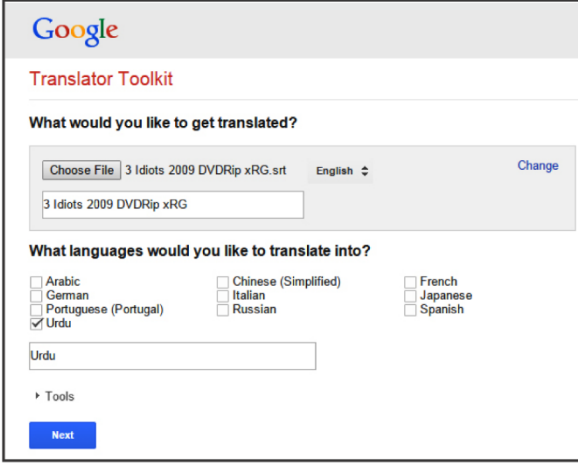 Google
Translator Toolkit
What would you like to get translated?
Choose File 3 Idiots 2009 DVDRip xRG.srt English Change
3 Idiots 2009 DVDRip xRG
What languages would you like to translate into?
Arabic Chinese (Simplified) French
German Italian Japanese
Portuguese (Portugal) Russian Spanish
Urdu
Urdu
Tools
Next